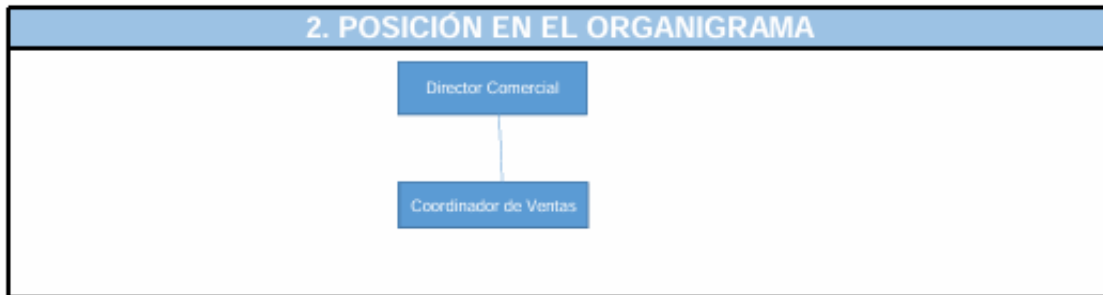 2. POSICIÓN EN EL ORGANIGRAMA
Director Comercial
Coordinador de Ventas